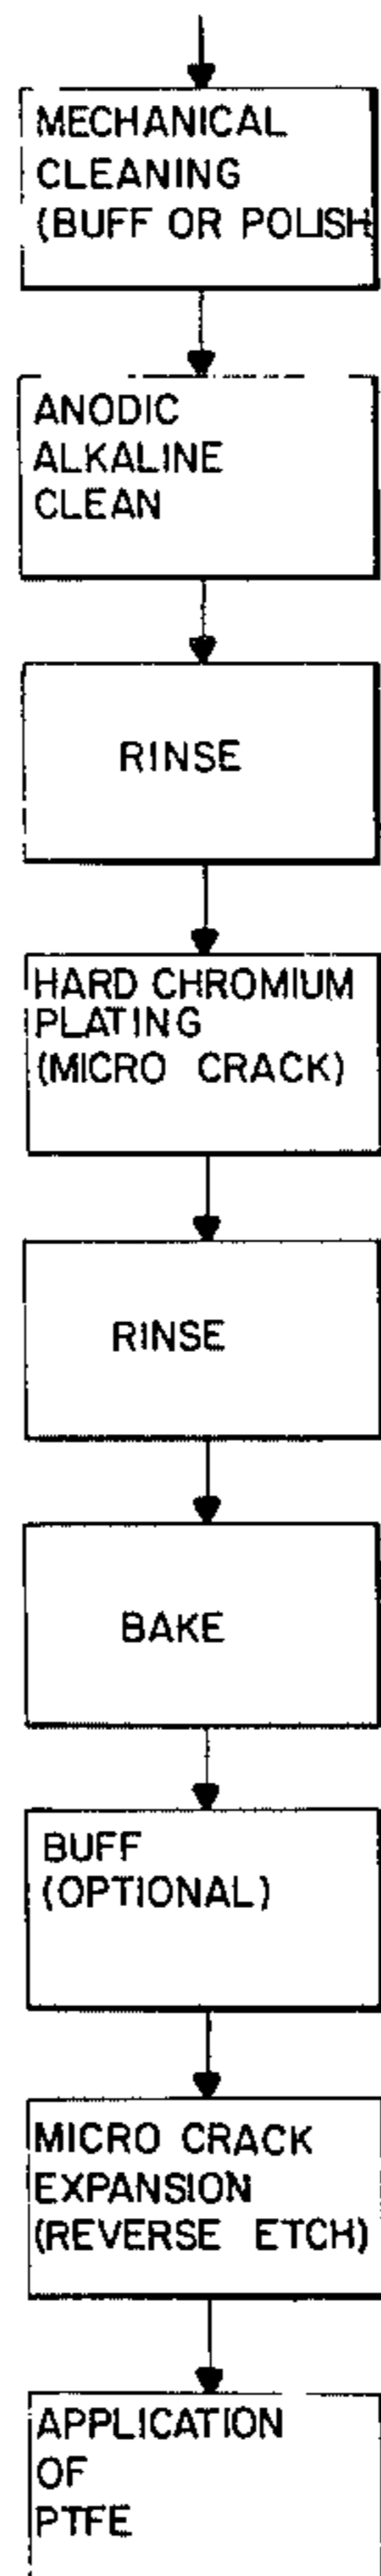 MECHANICAL
CLEANING
(BUFF OR POLISH
ANODIC
ALKALINE
CLEAN
RINSE
HARD CHROMIUM
PLATING
(MICRO CRACK)
RINSE
BAKE
BUFF
(OPTIONAL)
MICRO CRACK
EXPANSION
(REVERSE ETCH)
APPLICATION
OF
PTFE